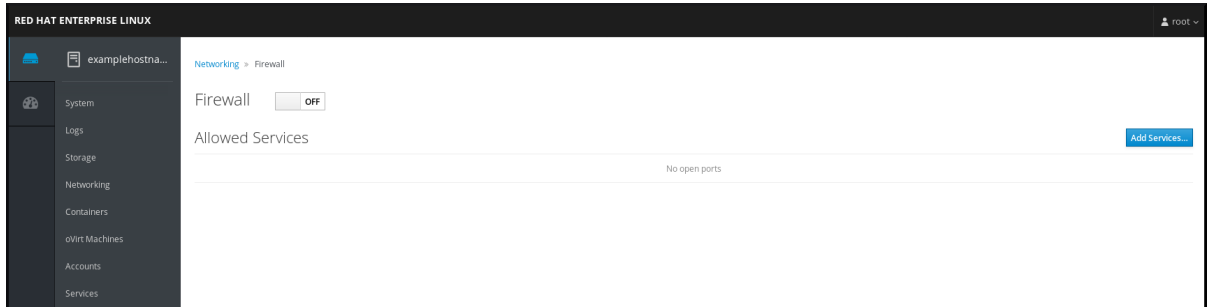 RED HAT ENTERPRISE LINUX
root
examplehostna...
Networking » Firewall
Firewall OFF
System
Logs
Storage
Networking
Containers
oVirt Machines
Accounts
Services
Allowed Services
Add Services...
No open ports